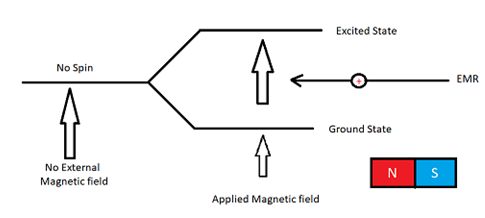 Excited State
No Spin
+
EMR
Ground State
No External
Magnetic field
N S
Applied Magnetic field